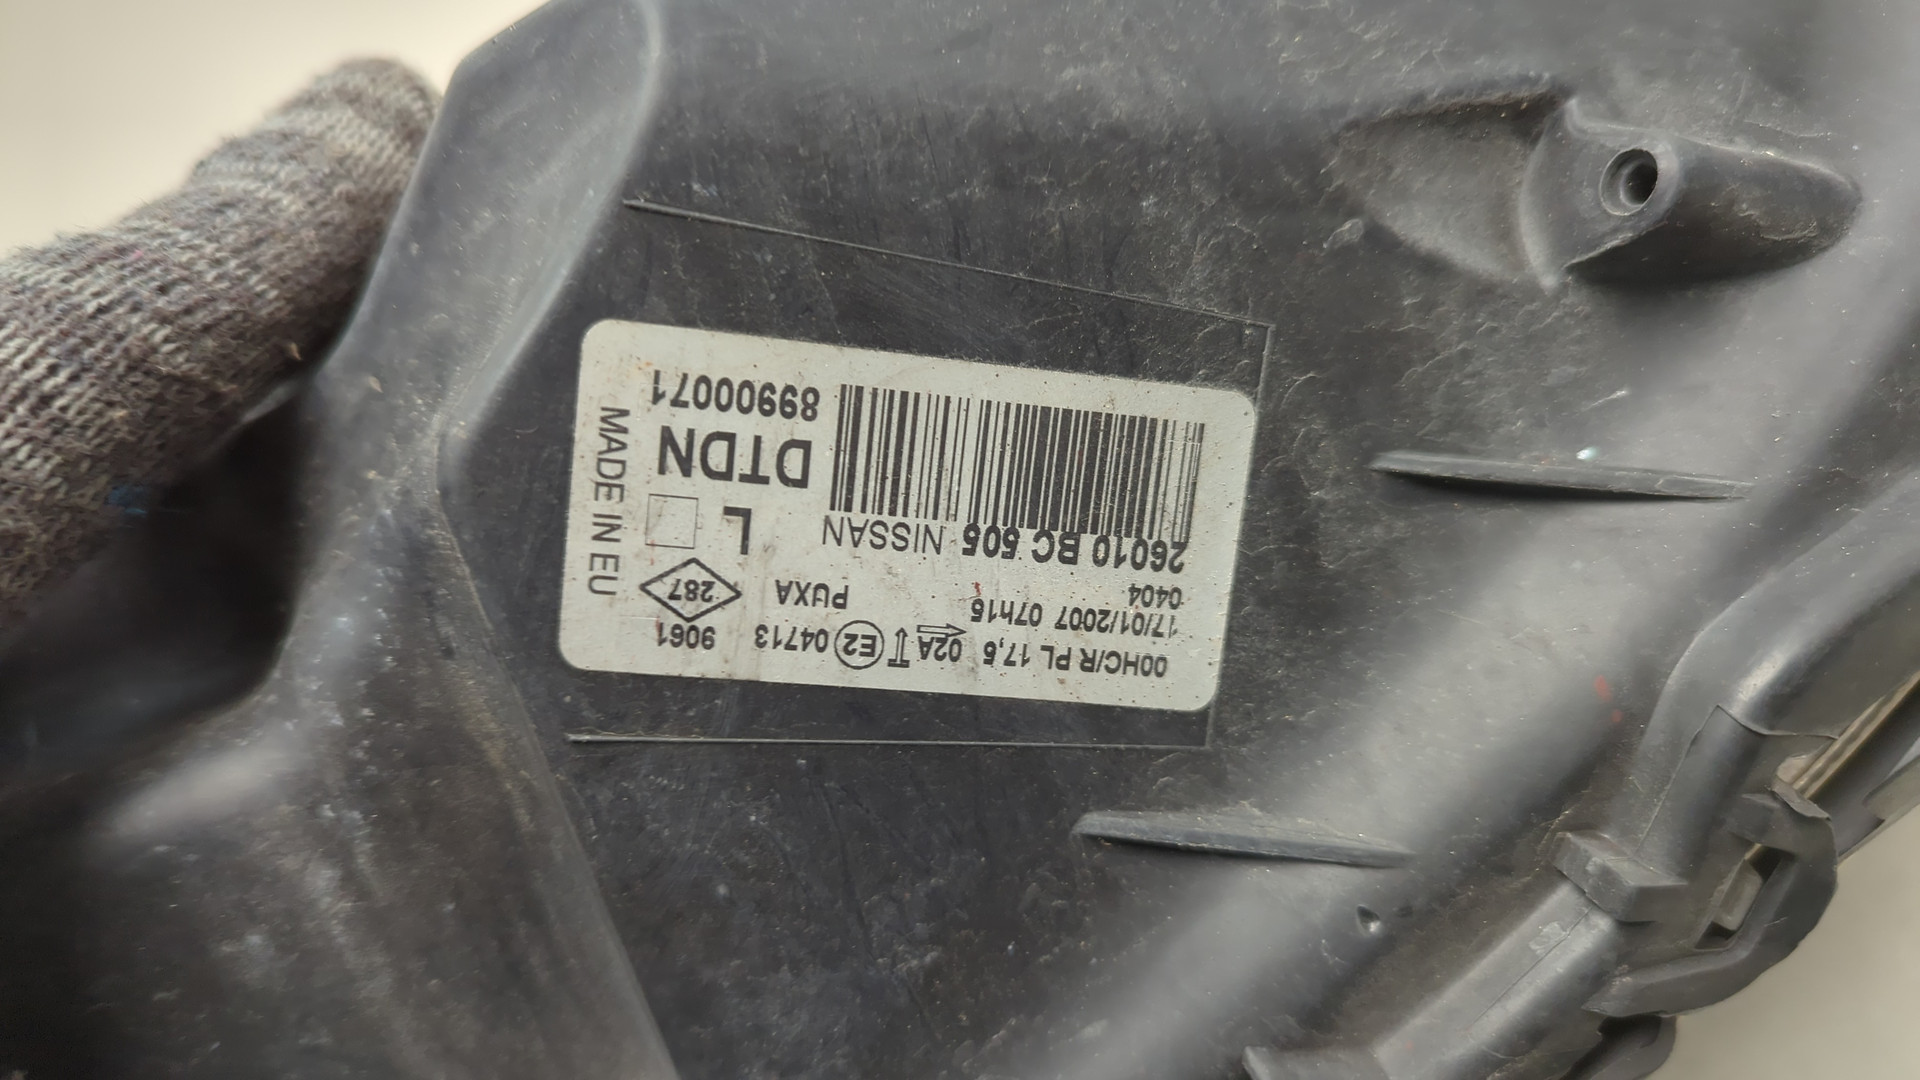 00HC/R PL 17,5 02A E2 04713 9061
17/01/2007 07h15
0404 PUXA 287
26010 BC 505 NISSAN L
DTDN
89900071
MADE IN EU